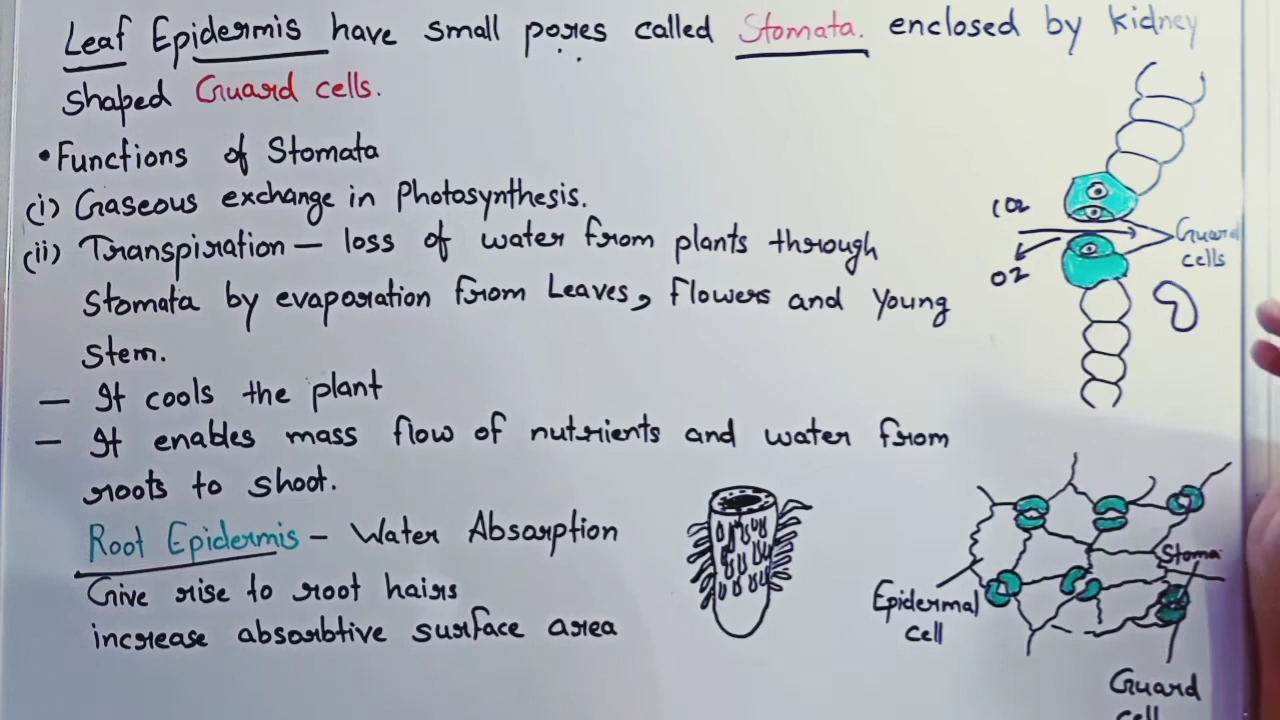 Leaf Epidermis have small pores called Stomata. enclosed by kidney
shaped Guard cells.
• Functions of Stomata
(i) Gaseous exchange in Photosynthesis.
(ii) Transpiration – loss of water from plants through
stomata by evaporation from Leaves, flowers and young
stem.
– It cools the plant
– It enables mass flow of nutrients and water from
roots to shoot.
Root Epidermis – Water Absorption
Give rise to root hairs
increase absorbtive surface area
CO2
O2
Guard
cells
Epidermal
cell
Stoma
Guard
cell